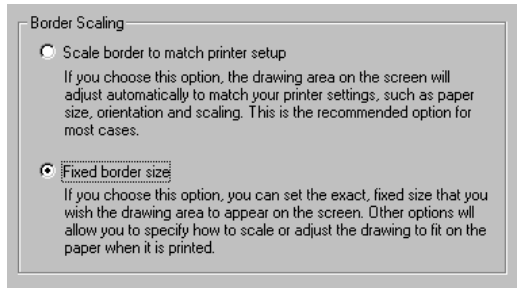 Border Scaling
Scale border to match printer setup
If you choose this option, the drawing area on the screen will
adjust automatically to match your printer settings, such as paper
size, orientation and scaling. This is the recommended option for
most cases.
Fixed border size
If you choose this option, you can set the exact, fixed size that you
wish the drawing area to appear on the screen. Other options will
allow you to specify how to scale or adjust the drawing to fit on the
paper when it is printed.